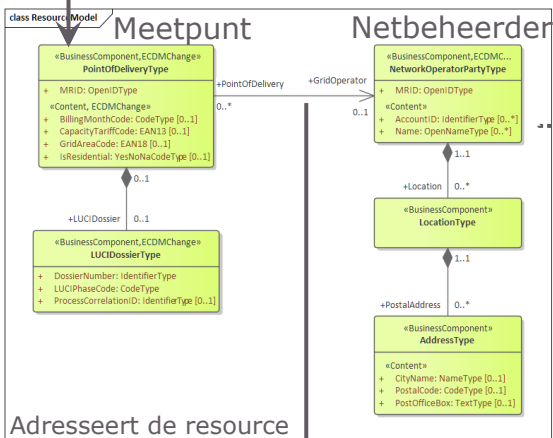 class ResourceModel
Meetpunt
Netbeheerder
«BusinessComponent,ECDMChange»
PointOfDeliveryType
+ MRID: OpenIDType
«Content, ECDMChange»
+ BillingMonthCode: CodeType [0..1]
+ CapacityTariffCode: EAN13 [0..1]
+ GridAreaCode: EAN18 [0..1]
+ IsResidential: YesNoNaCodeType [0..1]
+PointOfDelivery
0..*
+GridOperator
0..1
«BusinessComponent,ECDMC...
NetworkOperatorPartyType
+ MRID: OpenIDType
«Content»
+ AccountID: IdentifierType [0..*]
+ Name: OpenNameType [0..*]
0..1
+LUCIDossier 0..1
«BusinessComponent,ECDMChange»
LUCIDossierType
+ DossierNumber: IdentifierType
+ LUCIPhaseCode: CodeType
+ ProcessCorrelationID: IdentifierType [0..1]
1..1
+Location 0..*
«BusinessComponent»
LocationType
1..1
+PostalAddress 0..*
«BusinessComponent»
AddressType
«Content»
+ CityName: NameType [0..1]
+ PostalCode: CodeType [0..1]
+ PostOfficeBox: TextType [0..1]
Adresseert de resource